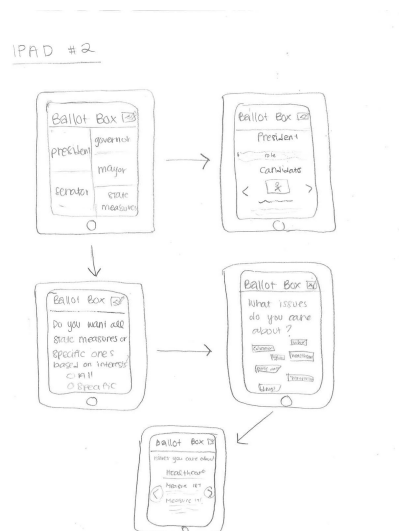 IPAD #2
Ballot Box
President
governor
mayor
Senator
State
measures
Ballot Box
President
role
Candidate
Ballot Box
Do you want all
state measures or
specific ones
based on interests
All
Specific
Ballot Box
What issues
do you care
about?
Ballot Box
Healthcare